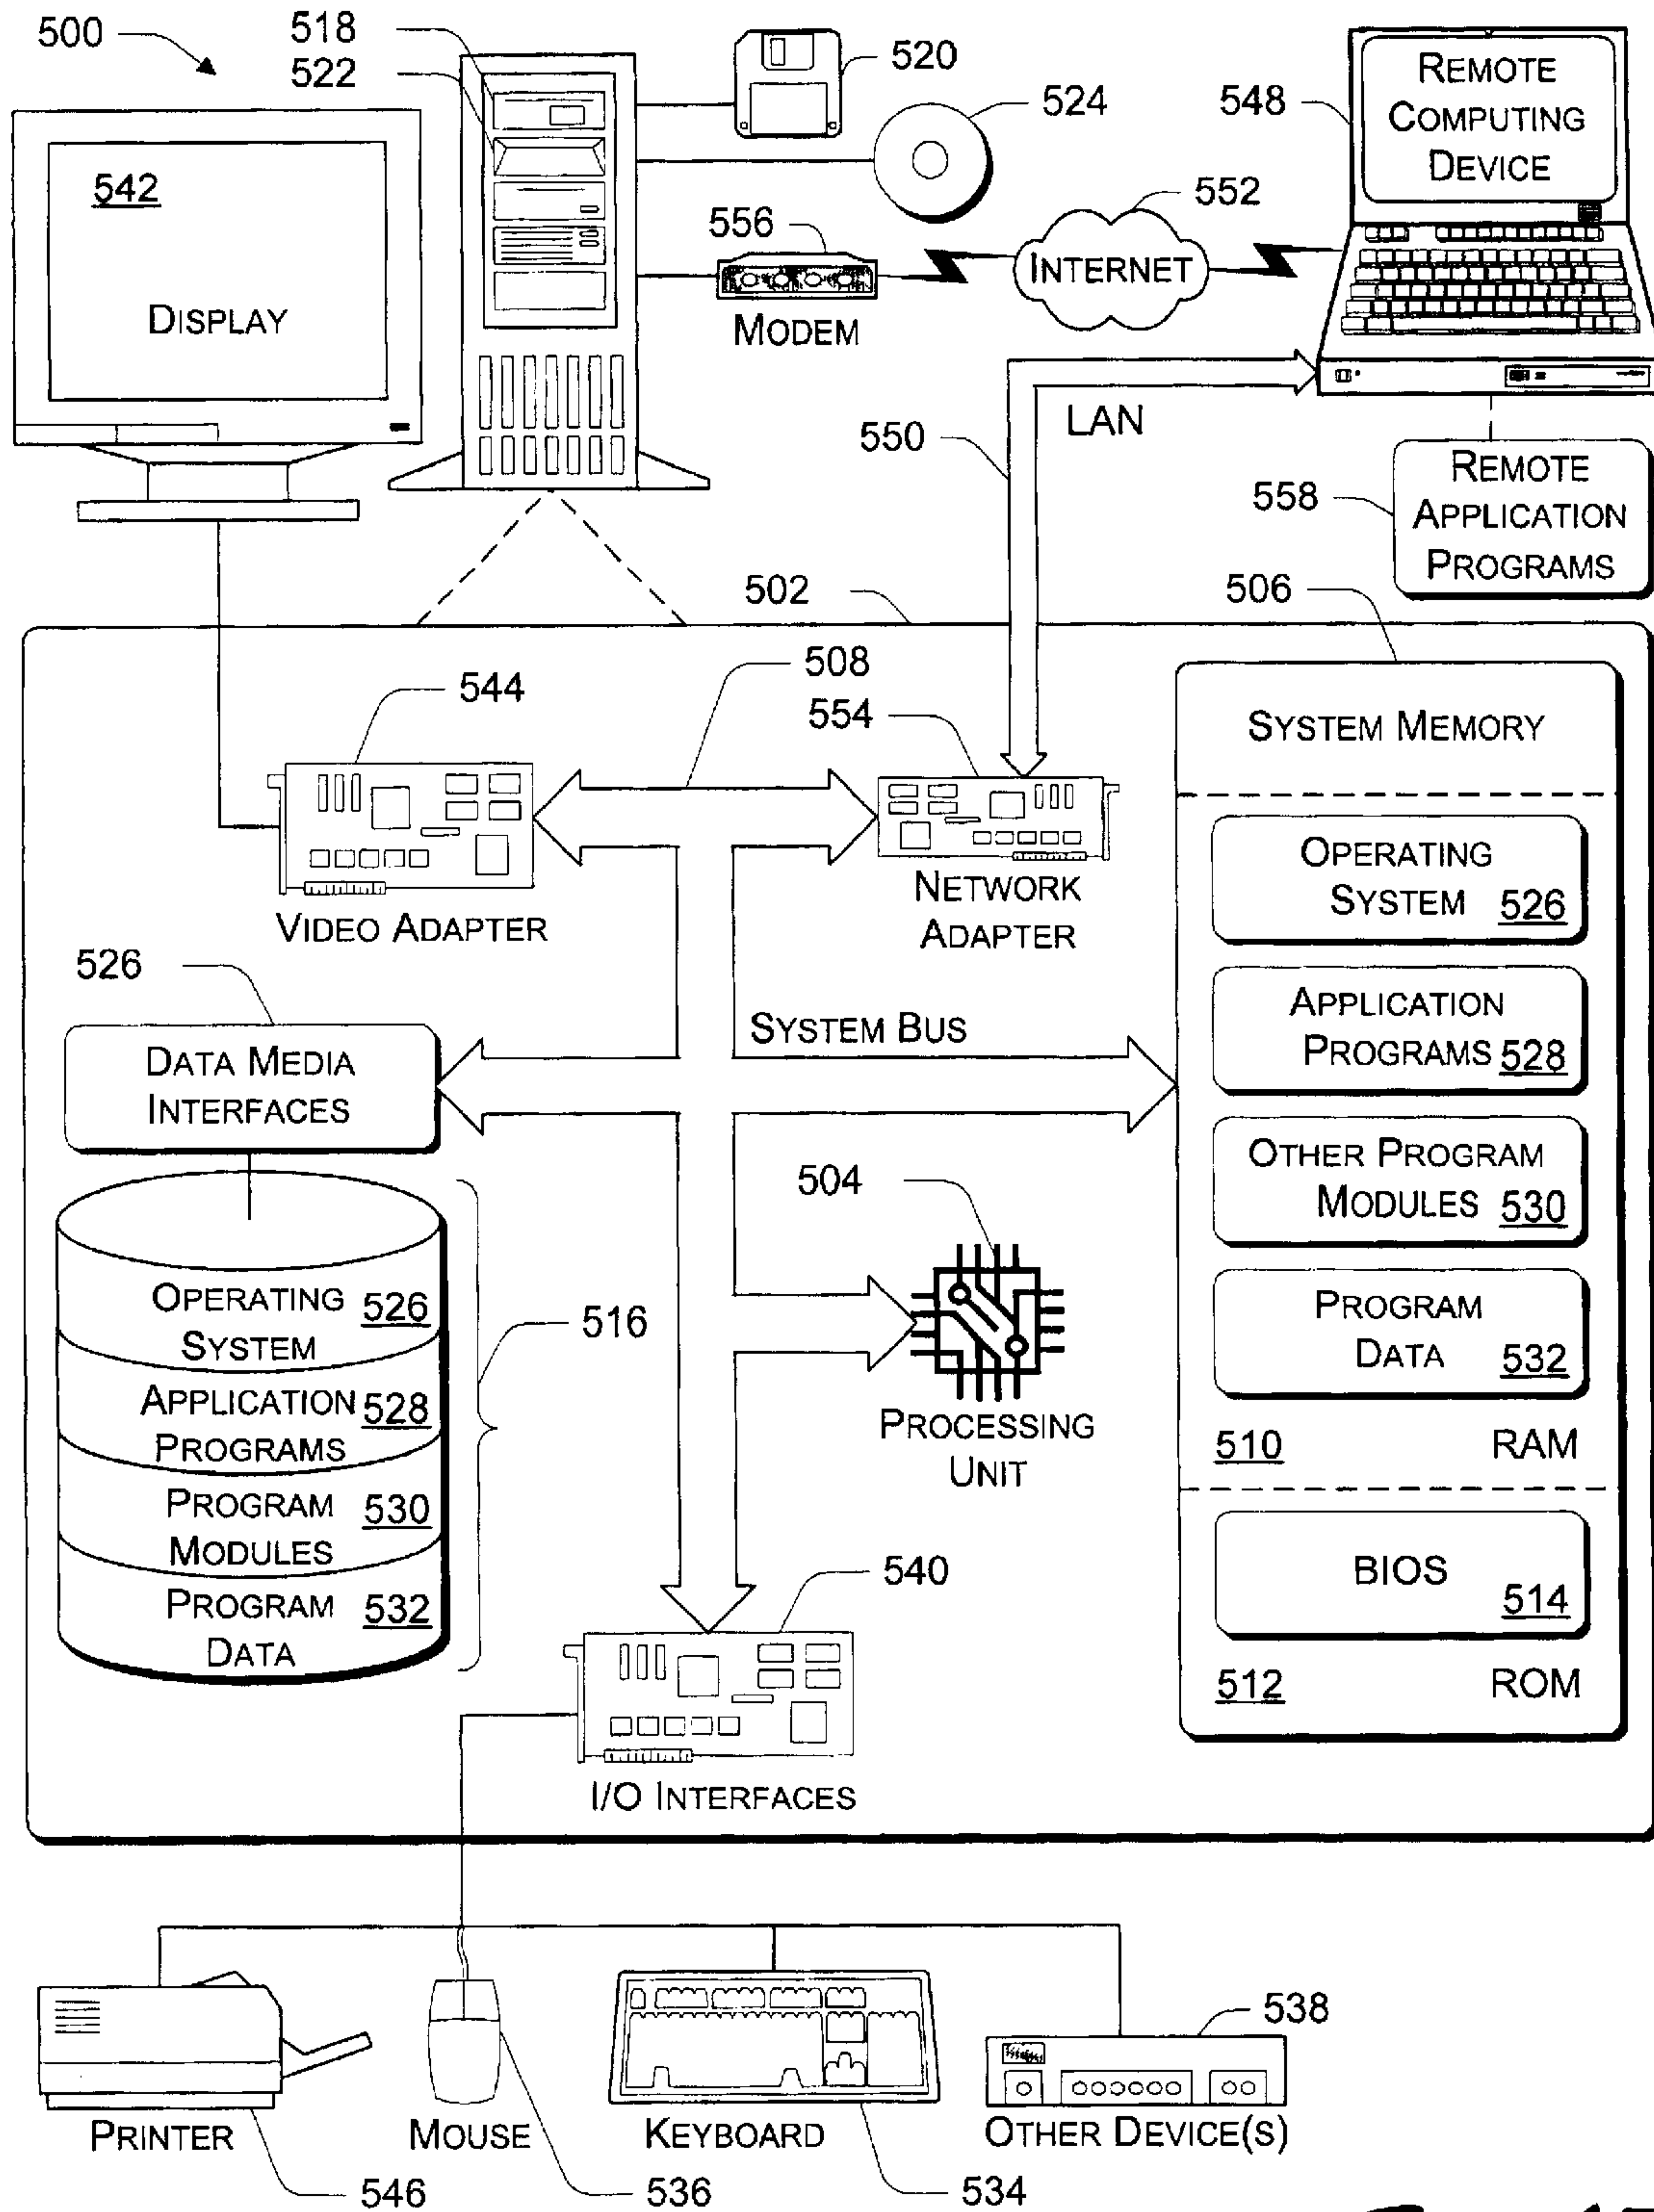 500
518
522
520
524
548
REMOTE
COMPUTING
DEVICE
542
DISPLAY
556
MODEM
552
INTERNET
550
LAN
558
REMOTE
APPLICATION
PROGRAMS
502
506
508
544
554
VIDEO ADAPTER
NETWORK
ADAPTER
SYSTEM MEMORY
OPERATING
SYSTEM 526
APPLICATION
PROGRAMS 528
OTHER PROGRAM
MODULES 530
PROGRAM
DATA 532
510 RAM
BIOS
514
512 ROM
526
DATA MEDIA
INTERFACES
SYSTEM BUS
504
PROCESSING
UNIT
OPERATING 526
SYSTEM
516
APPLICATION 528
PROGRAMS
PROGRAM 530
MODULES
PROGRAM 532
DATA
540
I/O INTERFACES
538
PRINTER
MOUSE
KEYBOARD
OTHER DEVICE(S)
546
536
534